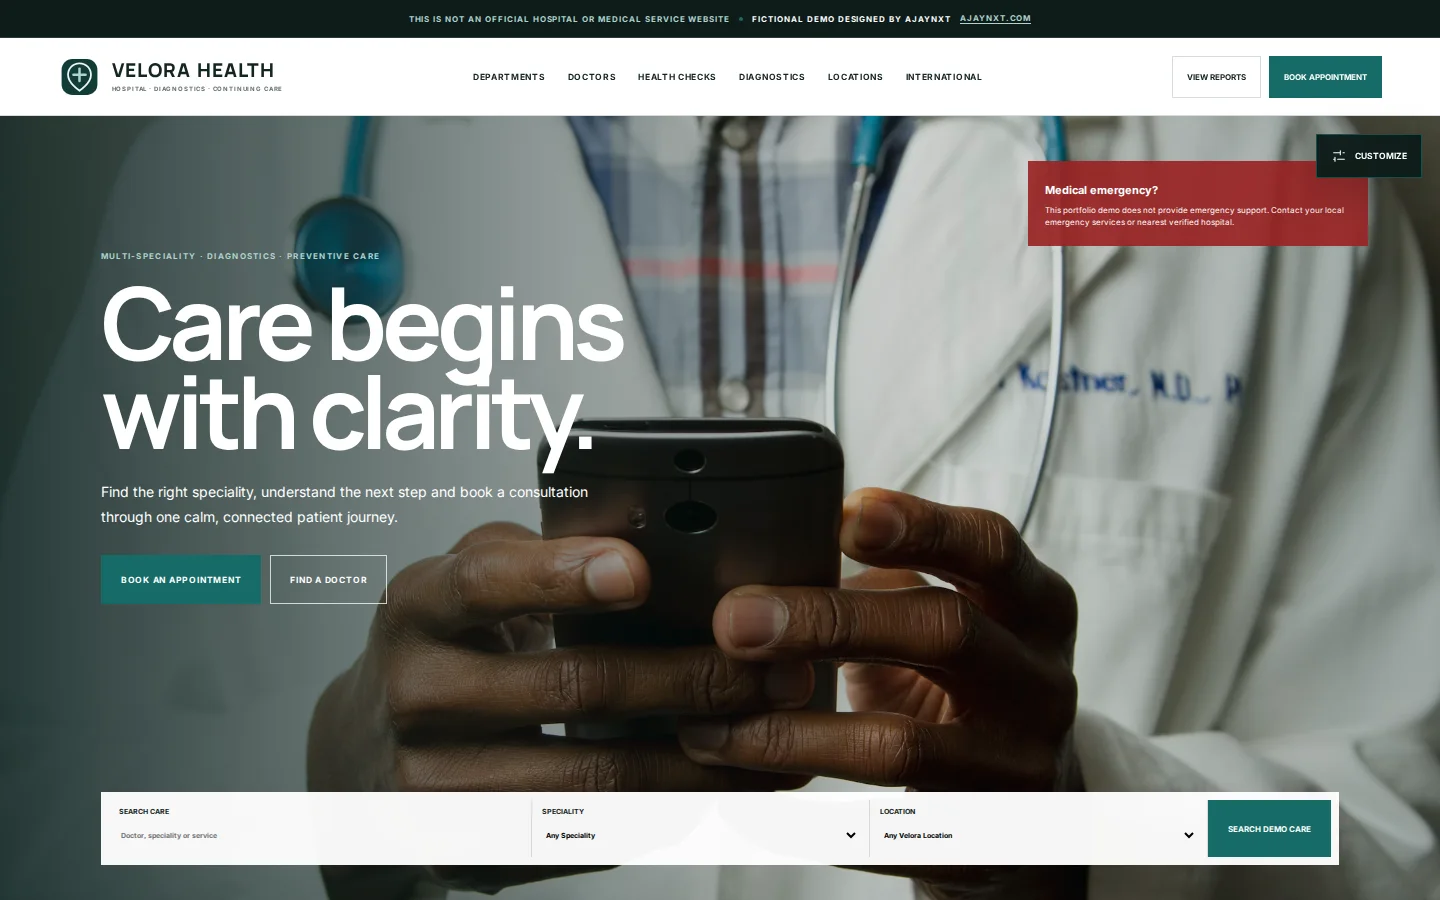 THIS IS NOT AN OFFICIAL HOSPITAL OR MEDICAL SERVICE WEBSITE • FICTIONAL DEMO DESIGNED BY AJAYNXT AJAYNXT.COM
VELORA HEALTH
HOSPITAL · DIAGNOSTICS · CONTINUING CARE
DEPARTMENTS DOCTORS HEALTH CHECKS DIAGNOSTICS LOCATIONS INTERNATIONAL
VIEW REPORTS
BOOK APPOINTMENT
CUSTOMIZE
Medical emergency?
This portfolio demo does not provide emergency support. Contact your local
emergency services or nearest verified hospital.
MULTI-SPECIALITY · DIAGNOSTICS · PREVENTIVE CARE
Care begins
with clarity.
Find the right speciality, understand the next step and book a consultation
through one calm, connected patient journey.
BOOK AN APPOINTMENT
FIND A DOCTOR
SEARCH CARE
Doctor, speciality or service
SPECIALITY
Any Speciality
LOCATION
Any Velora Location
SEARCH DEMO CARE